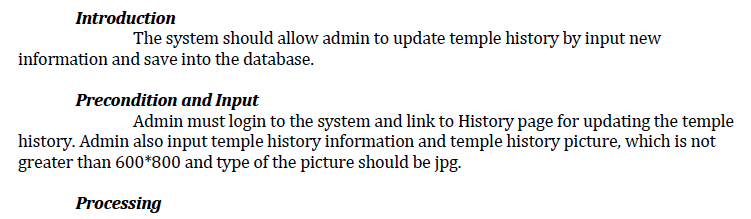 Introduction
The system should allow admin to update temple history by input new
information and save into the database.
Precondition and Input
Admin must login to the system and link to History page for updating the temple
history. Admin also input temple history information and temple history picture, which is not
greater than 600*800 and type of the picture should be jpg.
Processing